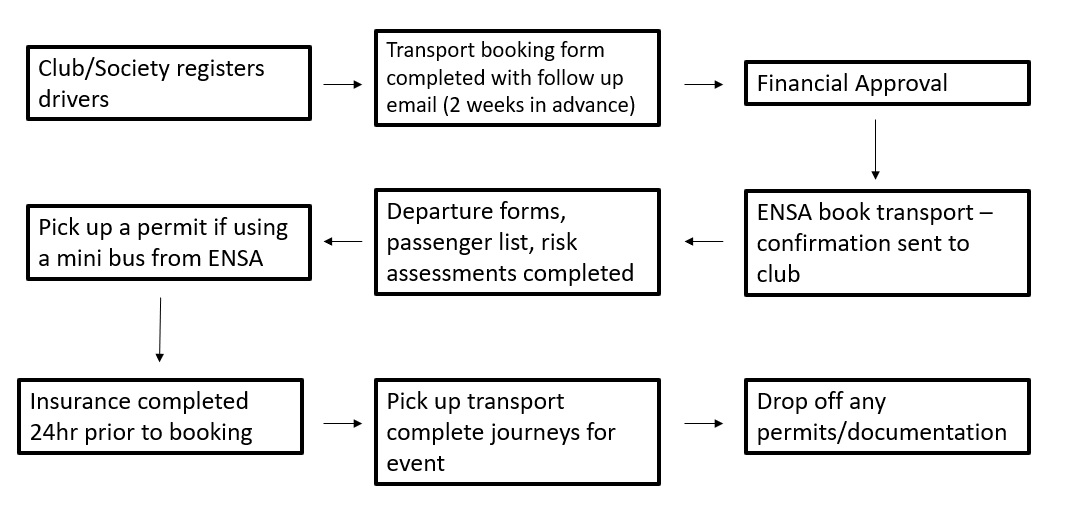 Club/Society registers
drivers
Transport booking form
completed with follow up
email (2 weeks in advance)
Financial Approval
ENSA book transport –
confirmation sent to
club
Departure forms,
passenger list, risk
assessments completed
Pick up a permit if using
a mini bus from ENSA
Insurance completed
24hr prior to booking
Pick up transport
complete journeys for
event
Drop off any
permits/documentation